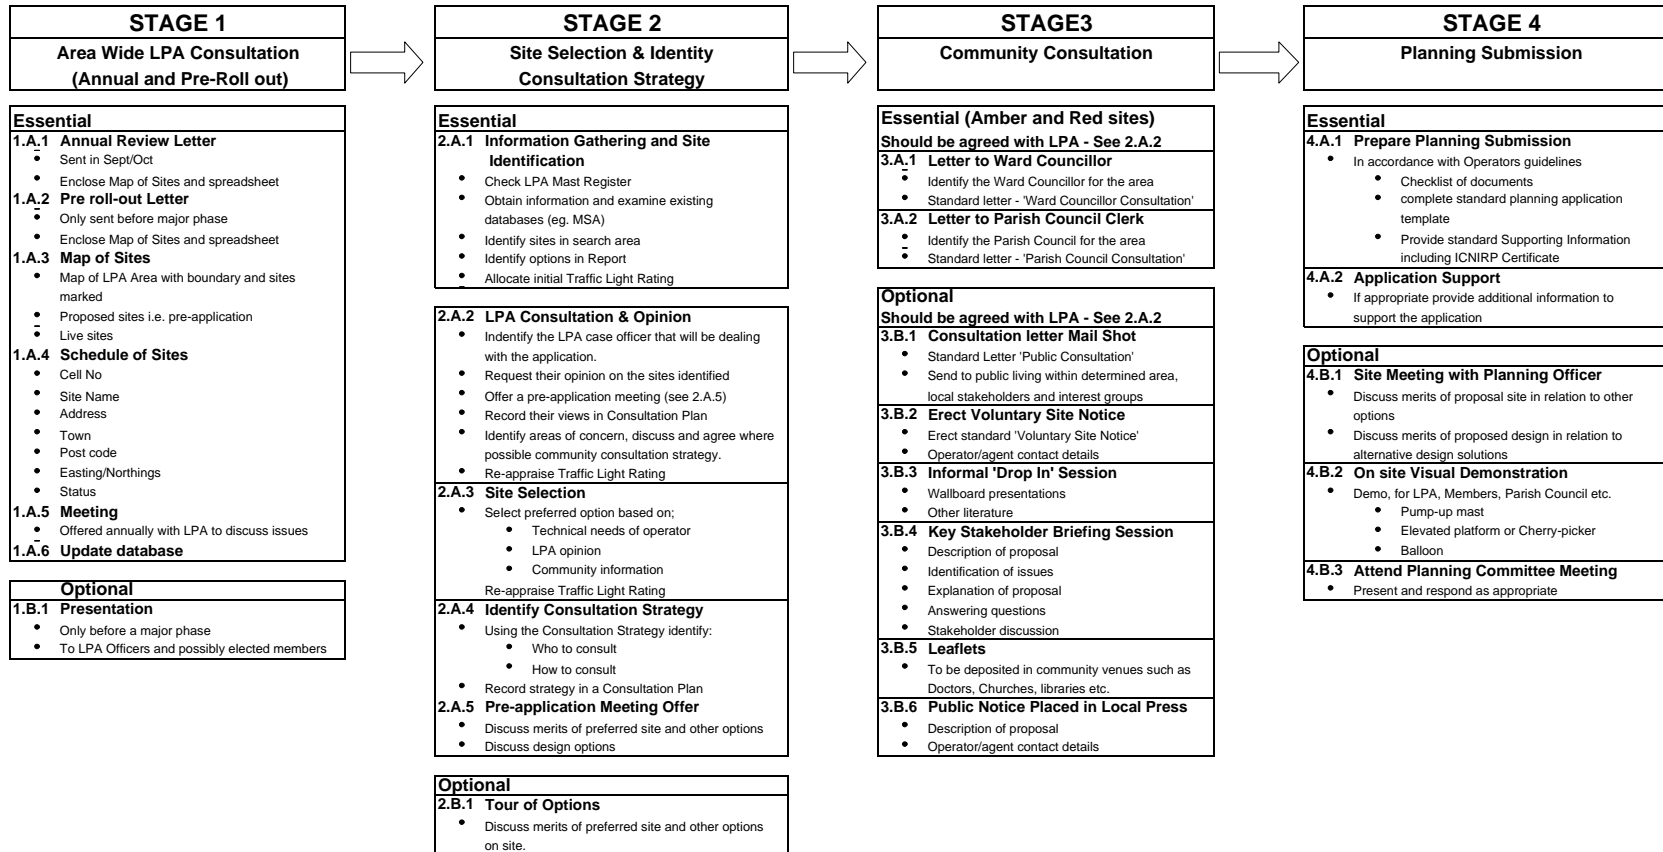 STAGE 1
Area Wide LPA Consultation
(Annual and Pre-Roll out)
Essential
1.A.1 Annual Review Letter
Sent in Sept/Oct
Enclose Map of Sites and spreadsheet
1.A.2 Pre roll-out Letter
Only sent before major phase
Enclose Map of Sites and spreadsheet
1.A.3 Map of Sites
Map of LPA Area with boundary and sites
marked
Proposed sites i.e. pre-application
Live sites
1.A.4 Schedule of Sites
Cell No
Site Name
Address
Town
Post code
Easting/Northings
Status
1.A.5 Meeting
Offered annually with LPA to discuss issues
1.A.6 Update database
Optional
1.B.1 Presentation
Only before a major phase
To LPA Officers and possibly elected members
STAGE 2
Site Selection & Identity
Consultation Strategy
Essential
2.A.1 Information Gathering and Site
Identification
Check LPA Mast Register
Obtain information and examine existing
databases (eg. MSA)
Identify sites in search area
Identify options in Report
Allocate initial Traffic Light Rating
2.A.2 LPA Consultation & Opinion
Indentify the LPA case officer that will be dealing
with the application.
Request their opinion on the sites identified
Offer a pre-application meeting (see 2.A.5)
Record their views in Consultation Plan
Identify areas of concern, discuss and agree where
possible community consultation strategy.
Re-appraise Traffic Light Rating
2.A.3 Site Selection
Select preferred option based on;
Technical needs of operator
LPA opinion
Community information
Re-appraise Traffic Light Rating
2.A.4 Identify Consultation Strategy
Using the Consultation Strategy identify:
Who to consult
How to consult
Record strategy in a Consultation Plan
2.A.5 Pre-application Meeting Offer
Discuss merits of preferred site and other options
Discuss design options
Optional
2.B.1 Tour of Options
Discuss merits of preferred site and other options
on site.
STAGE3
Community Consultation
Essential (Amber and Red sites)
Should be agreed with LPA - See 2.A.2
3.A.1 Letter to Ward Councillor
Identify the Ward Councillor for the area
Standard letter - 'Ward Councillor Consultation'
3.A.2 Letter to Parish Council Clerk
Identify the Parish Council for the area
Standard letter - 'Parish Council Consultation'
Optional
Should be agreed with LPA - See 2.A.2
3.B.1 Consultation letter Mail Shot
Standard Letter 'Public Consultation'
Send to public living within determined area,
local stakeholders and interest groups
3.B.2 Erect Voluntary Site Notice
Erect standard 'Voluntary Site Notice'
Operator/agent contact details
3.B.3 Informal 'Drop In' Session
Wallboard presentations
Other literature
3.B.4 Key Stakeholder Briefing Session
Description of proposal
Identification of issues
Explanation of proposal
Answering questions
Stakeholder discussion
3.B.5 Leaflets
To be deposited in community venues such as
Doctors, Churches, libraries etc.
3.B.6 Public Notice Placed in Local Press
Description of proposal
Operator/agent contact details
STAGE 4
Planning Submission
Essential
4.A.1 Prepare Planning Submission
In accordance with Operators guidelines
Checklist of documents
complete standard planning application
template
Provide standard Supporting Information
including ICNIRP Certificate
4.A.2 Application Support
If appropriate provide additional information to
support the application
Optional
4.B.1 Site Meeting with Planning Officer
Discuss merits of proposal site in relation to other
options
Discuss merits of proposed design in relation to
alternative design solutions
4.B.2 On site Visual Demonstration
Demo, for LPA, Members, Parish Council etc.
Pump-up mast
Elevated platform or Cherry-picker
Balloon
4.B.3 Attend Planning Committee Meeting
Present and respond as appropriate